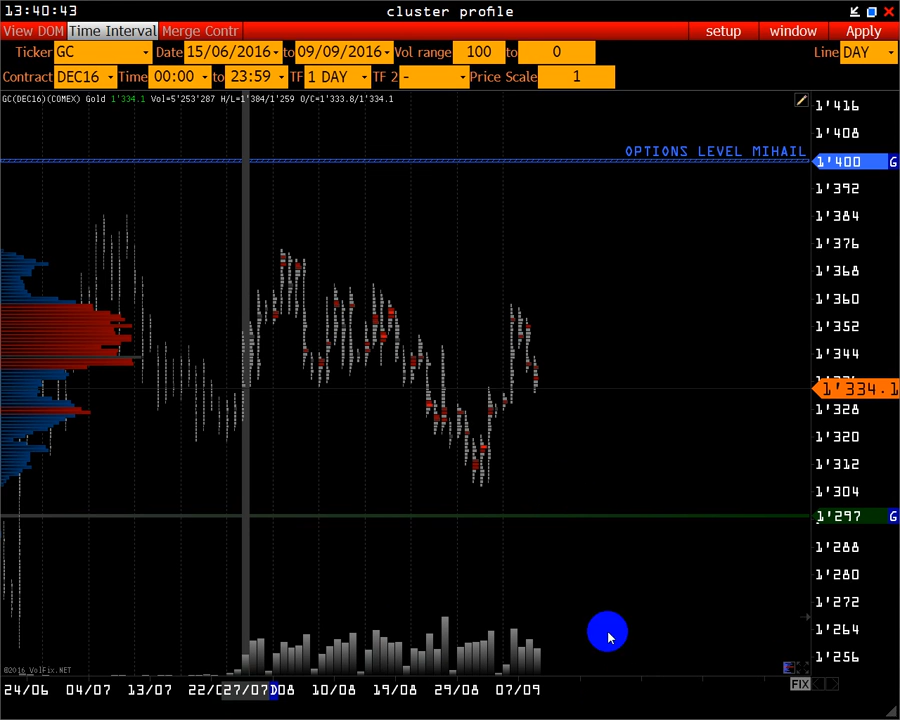 13:40:43 cluster profile
View DOM Time Interval Merge Contr setup window Apply
Ticker GC Date 15/06/2016 to 09/09/2016 Vol range 100 to 0 Line DAY
Contract DEC16 Time 00:00 to 23:59 TF 1 DAY TF 2 - Price Scale 1
GC(DEC16)(COMEX) Gold 1'334.1 Vol=5'253'287 H/L=1'384/1'259 O/C=1'333.8/1'334.1
1'416
1'408
OPTIONS LEVEL MIHAIL
1'400 G
1'392
1'384
1'376
1'368
1'360
1'352
1'344
1'334.1
1'328
1'320
1'312
1'304
1'297 G
1'288
1'280
1'272
1'264
1'256
©2016 VolFix.NET
FIX
24/06 04/07 13/07 27/07 10/08 19/08 29/08 07/09